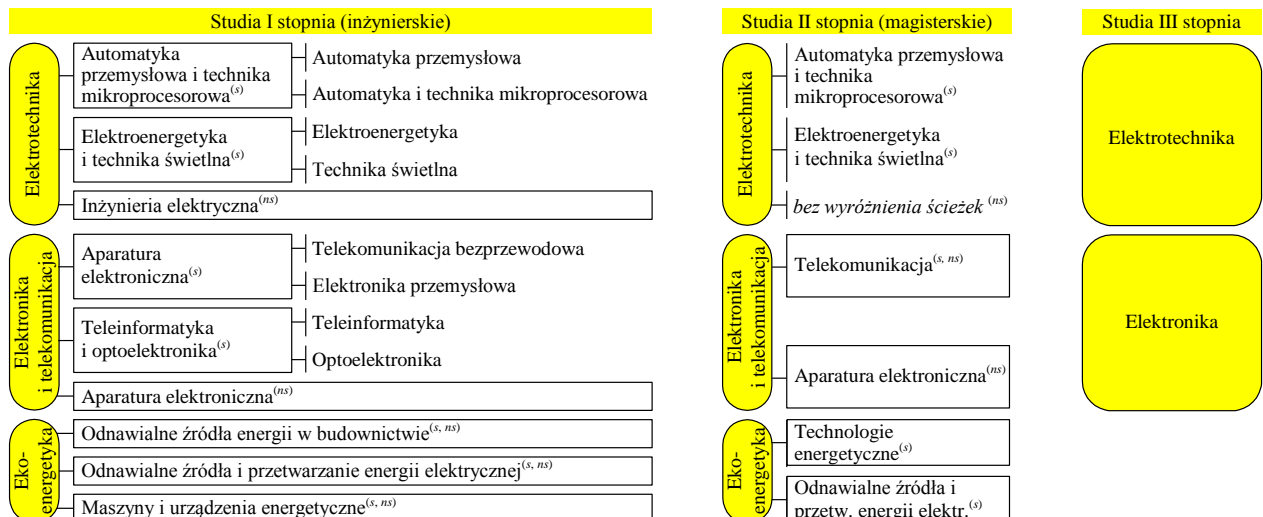 Studia I stopnia (inżynierskie)
Elektrotechnika
Automatyka
przemysłowa i technika
mikroprocesorowa(s)
Automatyka przemysłowa
Automatyka i technika mikroprocesorowa
Elektroenergetyka
i technika świetlna(s)
Elektroenergetyka
Technika świetlna
Inżynieria elektryczna(ns)
Elektronika
i telekomunikacja
Aparatura
elektroniczna(s)
Telekomunikacja bezprzewodowa
Elektronika przemysłowa
Teleinformatyka
i optoelektronika(s)
Teleinformatyka
Optoelektronika
Aparatura elektroniczna(ns)
Eko-
energetyka
Odnawialne źródła energii w budownictwie(s, ns)
Odnawialne źródła i przetwarzanie energii elektrycznej(s, ns)
Maszyny i urządzenia energetyczne(s, ns)
Studia II stopnia (magisterskie)
Elektrotechnika
Automatyka przemysłowa
i technika
mikroprocesorowa(s)
Elektroenergetyka
i technika świetlna(s)
bez wyróżnienia ścieżek (ns)
Elektronika
i telekomunikacja
Telekomunikacja(s, ns)
Aparatura elektroniczna(ns)
Eko-
energetyka
Technologie
energetyczne(s)
Odnawialne źródła i
przetw. energii elektr.(s)
Studia III stopnia
Elektrotechnika
Elektronika